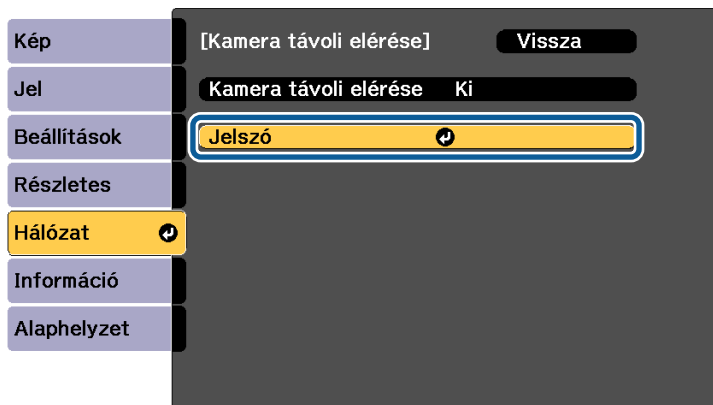 Kép
Jel
Beállítások
Részletes
Hálózat
Információ
Alaphelyzet
[Kamera távoli elérése] Vissza
Kamera távoli elérése Ki
Jelszó